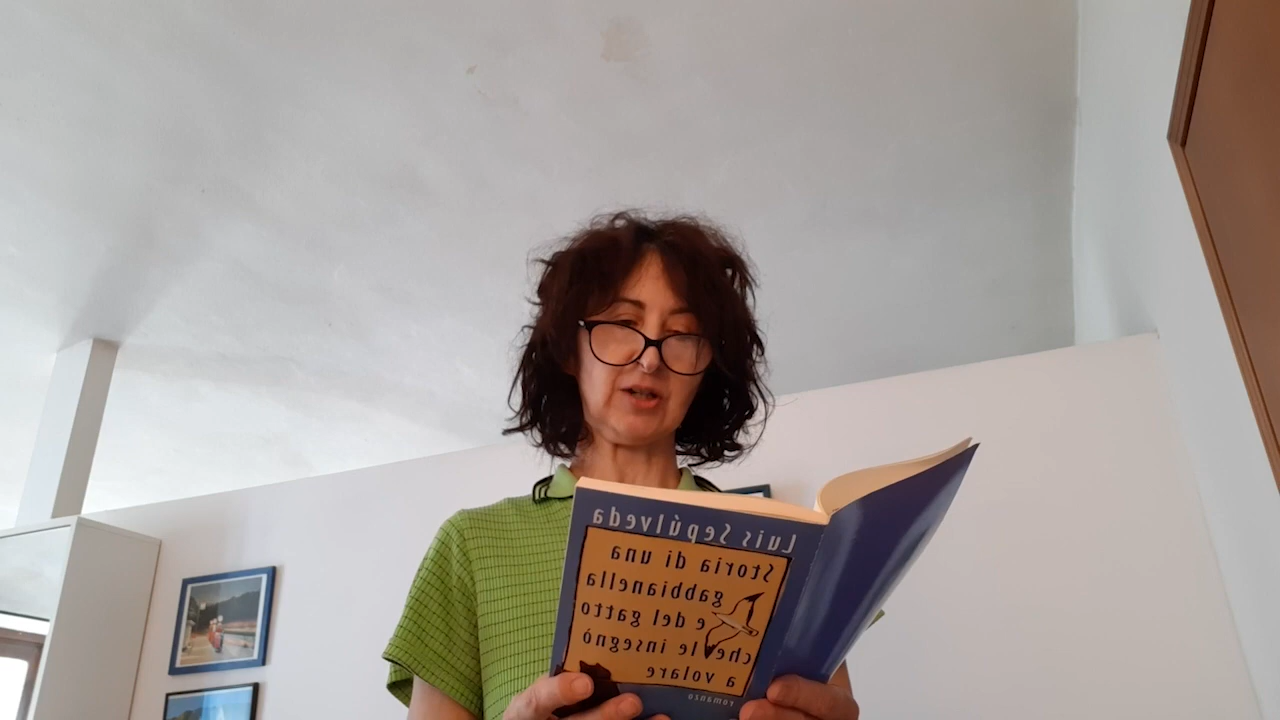 Luis Sepúlveda
Storia di una
gabbianella
e del gatto
che le insegnò
a volare
romanzo